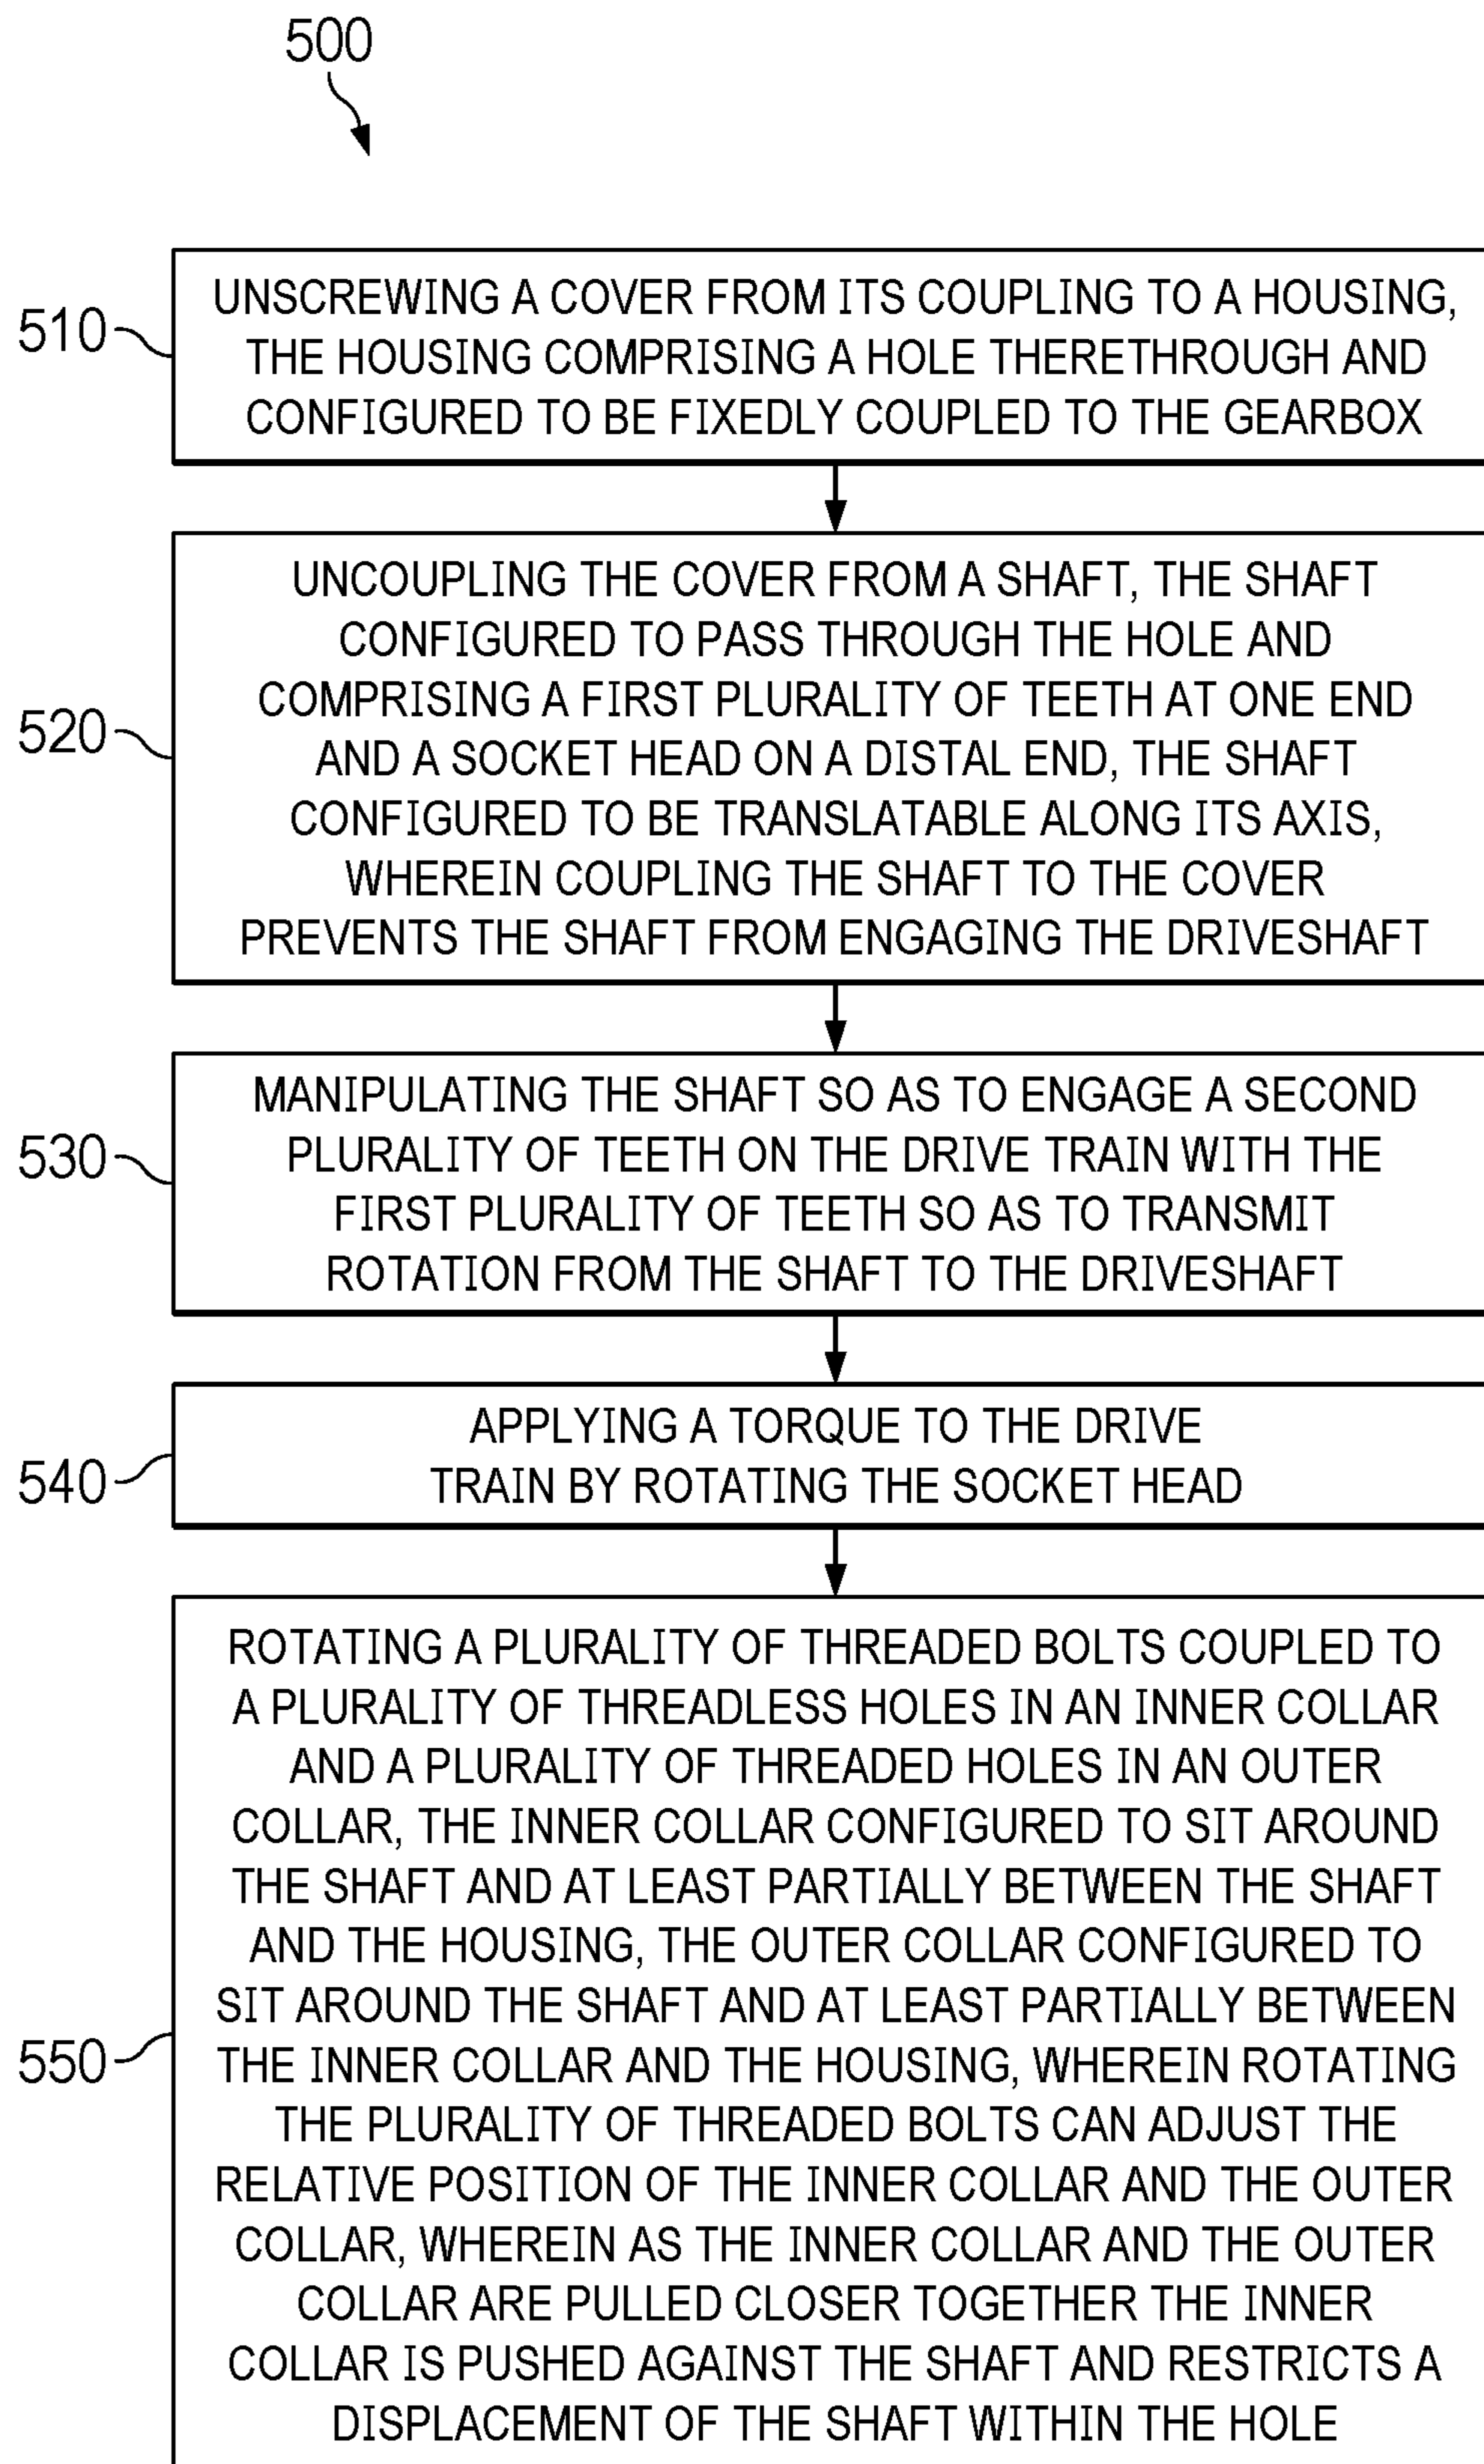 500
510
UNSCREWING A COVER FROM ITS COUPLING TO A HOUSING,
THE HOUSING COMPRISING A HOLE THERETHROUGH AND
CONFIGURED TO BE FIXEDLY COUPLED TO THE GEARBOX
520
UNCOUPLING THE COVER FROM A SHAFT, THE SHAFT
CONFIGURED TO PASS THROUGH THE HOLE AND
COMPRISING A FIRST PLURALITY OF TEETH AT ONE END
AND A SOCKET HEAD ON A DISTAL END, THE SHAFT
CONFIGURED TO BE TRANSLATABLE ALONG ITS AXIS,
WHEREIN COUPLING THE SHAFT TO THE COVER
PREVENTS THE SHAFT FROM ENGAGING THE DRIVESHAFT
530
MANIPULATING THE SHAFT SO AS TO ENGAGE A SECOND
PLURALITY OF TEETH ON THE DRIVE TRAIN WITH THE
FIRST PLURALITY OF TEETH SO AS TO TRANSMIT
ROTATION FROM THE SHAFT TO THE DRIVESHAFT
540
APPLYING A TORQUE TO THE DRIVE
TRAIN BY ROTATING THE SOCKET HEAD
550
ROTATING A PLURALITY OF THREADED BOLTS COUPLED TO
A PLURALITY OF THREADLESS HOLES IN AN INNER COLLAR
AND A PLURALITY OF THREADED HOLES IN AN OUTER
COLLAR, THE INNER COLLAR CONFIGURED TO SIT AROUND
THE SHAFT AND AT LEAST PARTIALLY BETWEEN THE SHAFT
AND THE HOUSING, THE OUTER COLLAR CONFIGURED TO
SIT AROUND THE SHAFT AND AT LEAST PARTIALLY BETWEEN
THE INNER COLLAR AND THE HOUSING, WHEREIN ROTATING
THE PLURALITY OF THREADED BOLTS CAN ADJUST THE
RELATIVE POSITION OF THE INNER COLLAR AND THE OUTER
COLLAR, WHEREIN AS THE INNER COLLAR AND THE OUTER
COLLAR ARE PULLED CLOSER TOGETHER THE INNER
COLLAR IS PUSHED AGAINST THE SHAFT AND RESTRICTS A
DISPLACEMENT OF THE SHAFT WITHIN THE HOLE